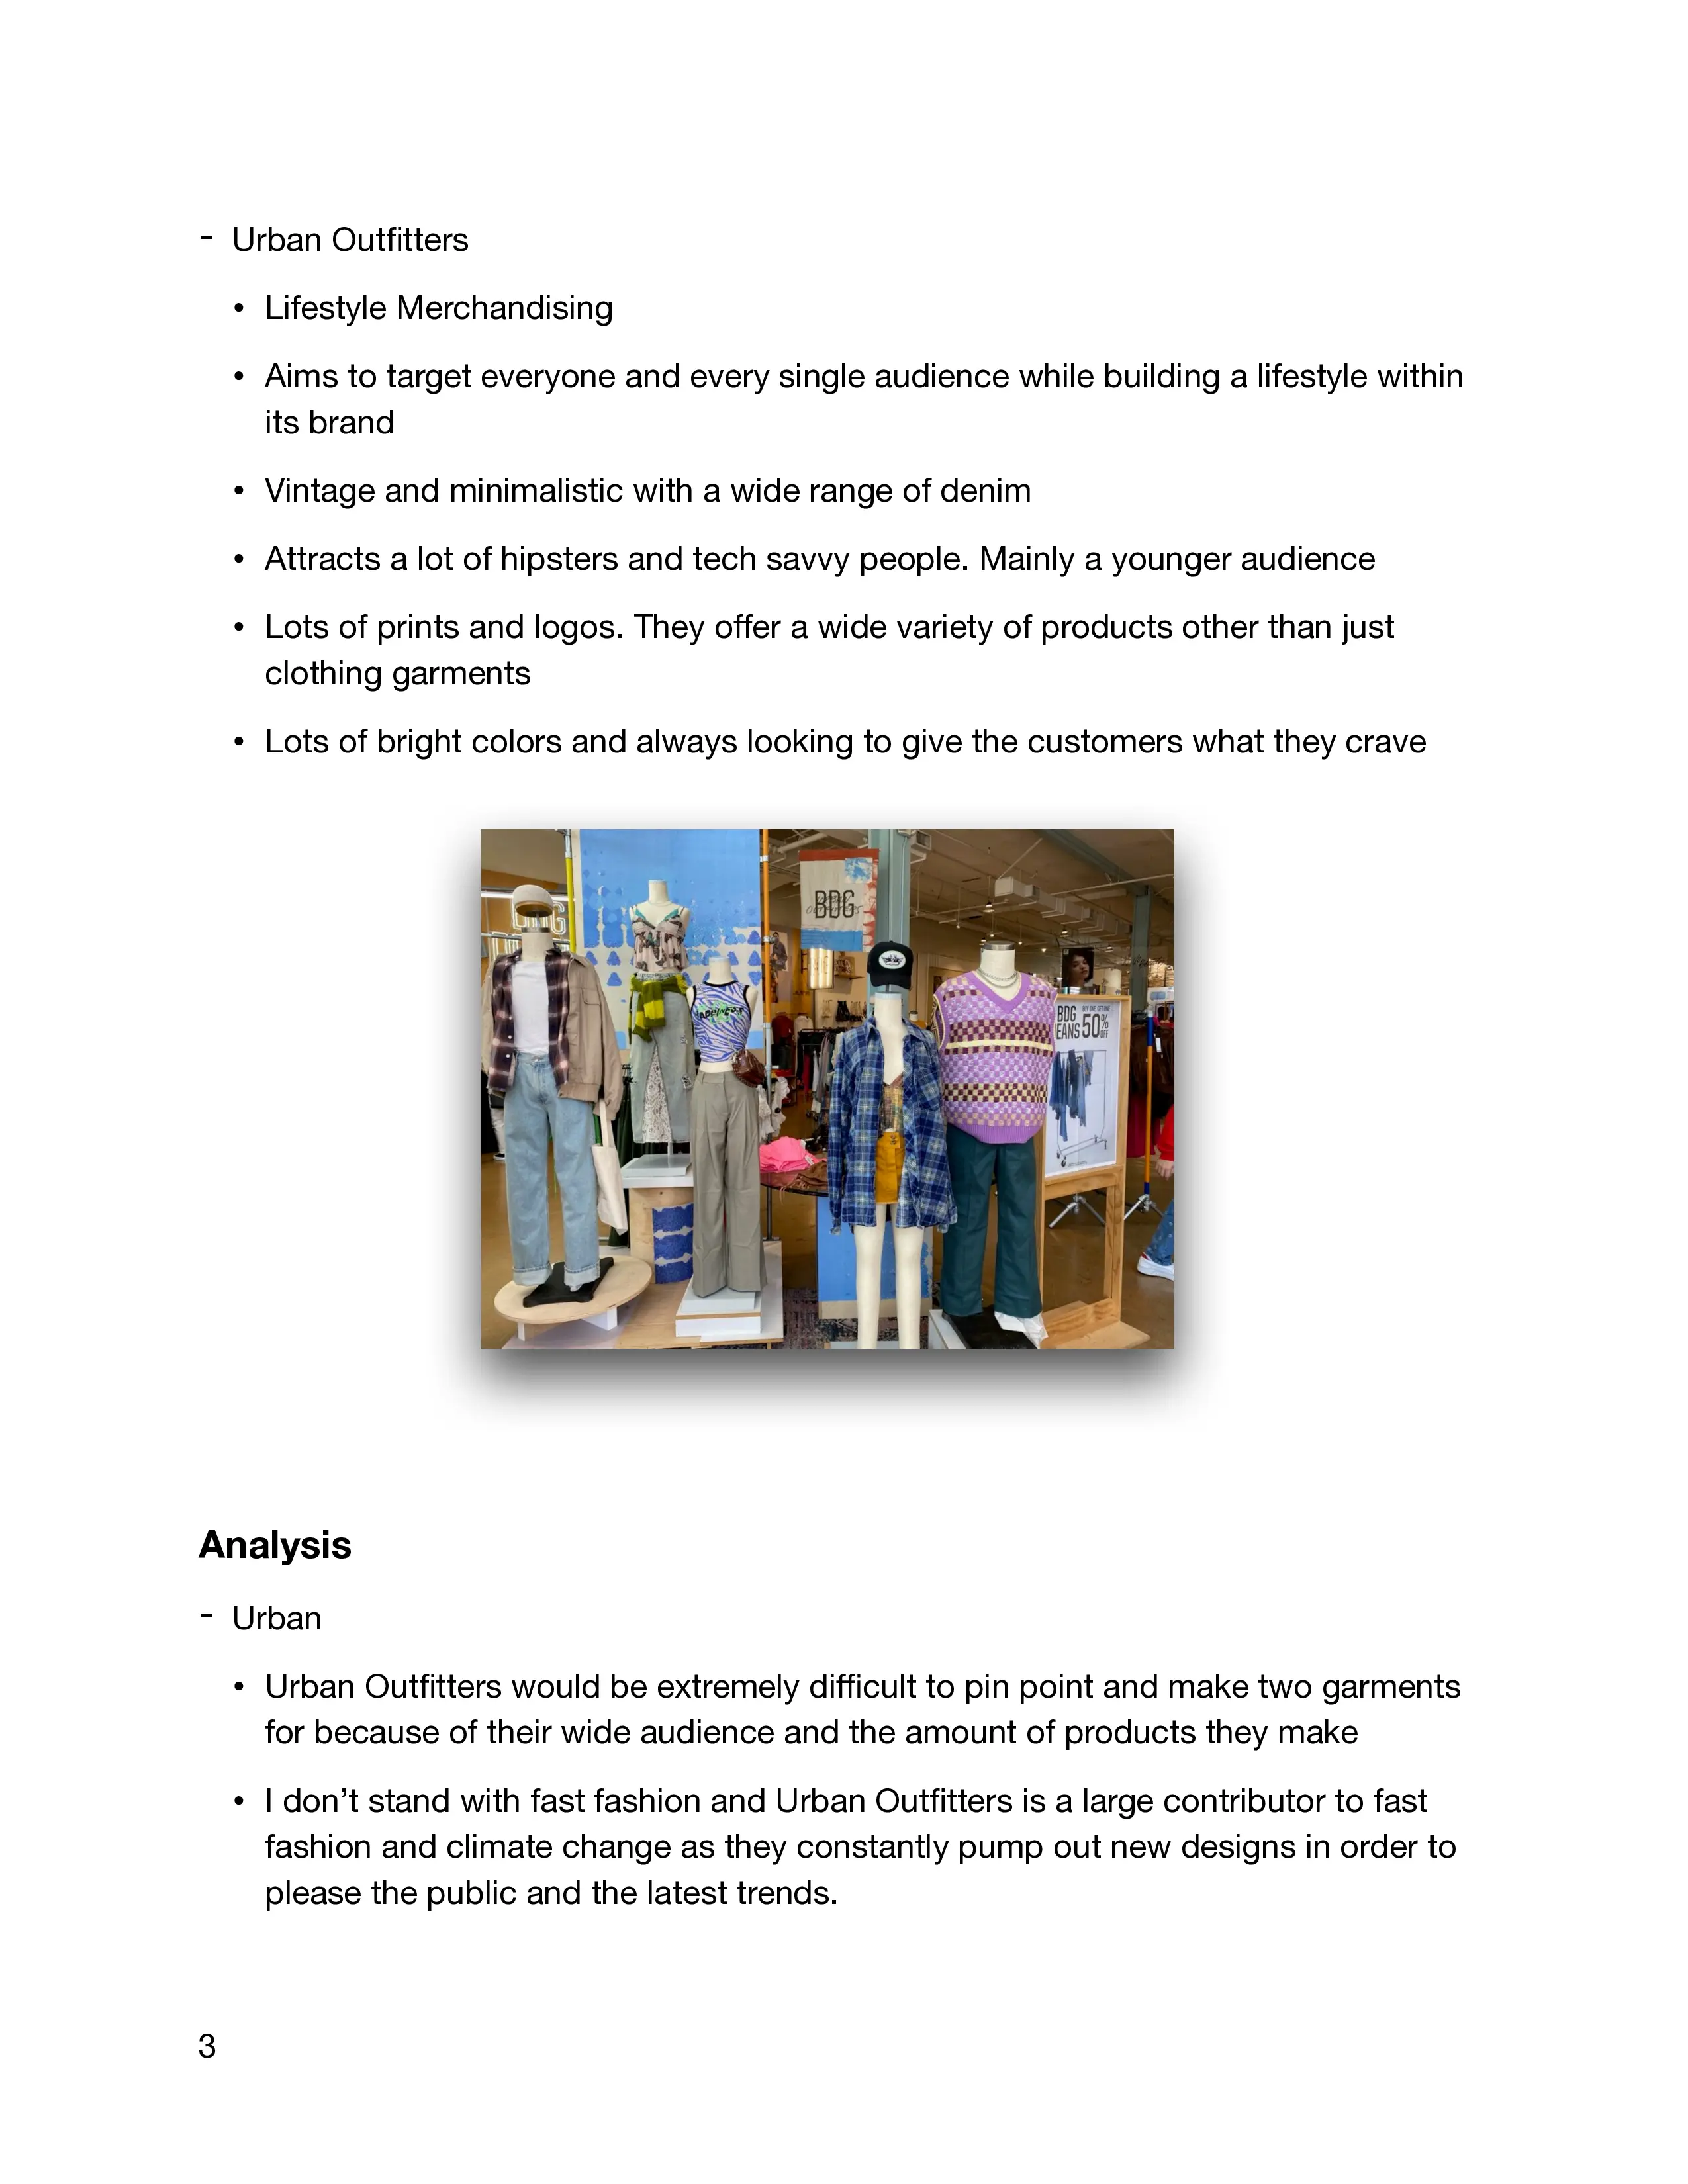 - Urban Outfitters
• Lifestyle Merchandising
• Aims to target everyone and every single audience while building a lifestyle within
its brand
• Vintage and minimalistic with a wide range of denim
• Attracts a lot of hipsters and tech savvy people. Mainly a younger audience
• Lots of prints and logos. They offer a wide variety of products other than just
clothing garments
• Lots of bright colors and always looking to give the customers what they crave
BDG
BDG
BDG
EANS 50%
OFF
Analysis
- Urban
• Urban Outfitters would be extremely difficult to pin point and make two garments
for because of their wide audience and the amount of products they make
• I don’t stand with fast fashion and Urban Outfitters is a large contributor to fast
fashion and climate change as they constantly pump out new designs in order to
please the public and the latest trends.
3